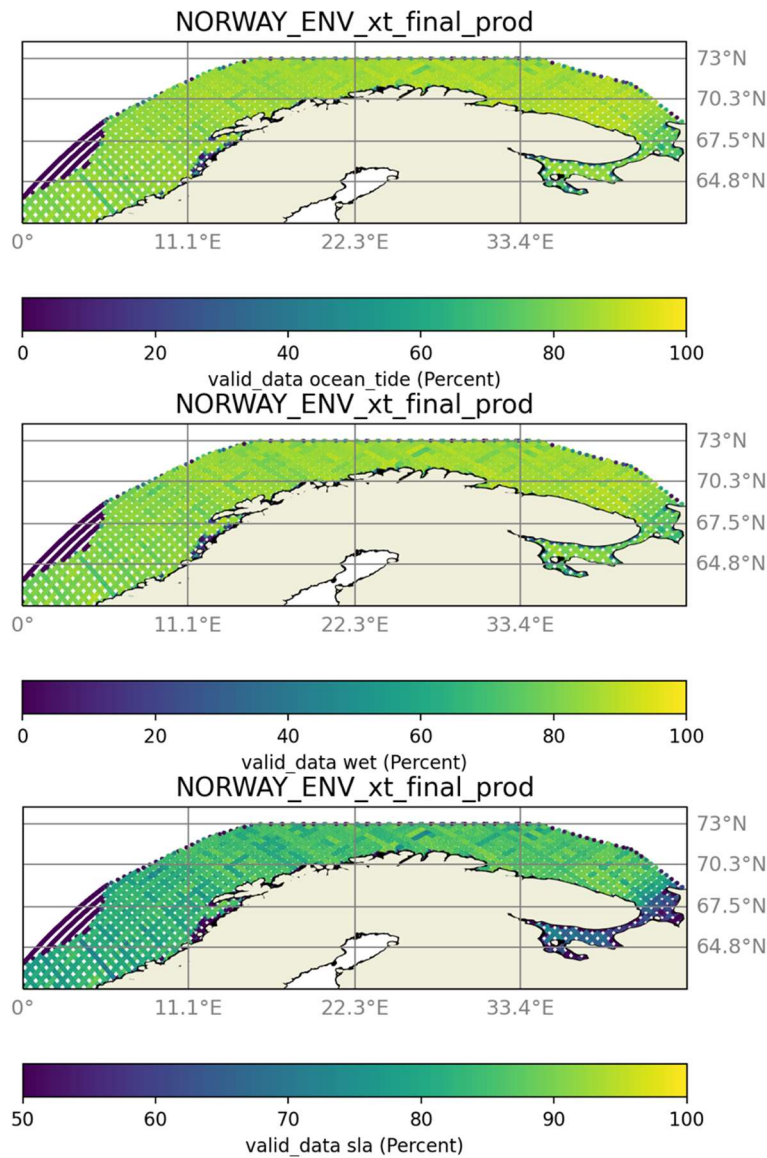 NORWAY_ENV_xt_final_prod
73°N
70.3°N
67.5°N
64.8°N
0° 11.1°E 22.3°E 33.4°E
0 20 40 60 80 100
valid_data ocean_tide (Percent)
NORWAY_ENV_xt_final_prod
73°N
70.3°N
67.5°N
64.8°N
0° 11.1°E 22.3°E 33.4°E
0 20 40 60 80 100
valid_data wet (Percent)
NORWAY_ENV_xt_final_prod
73°N
70.3°N
67.5°N
64.8°N
0° 11.1°E 22.3°E 33.4°E
50 60 70 80 90 100
valid_data sla (Percent)